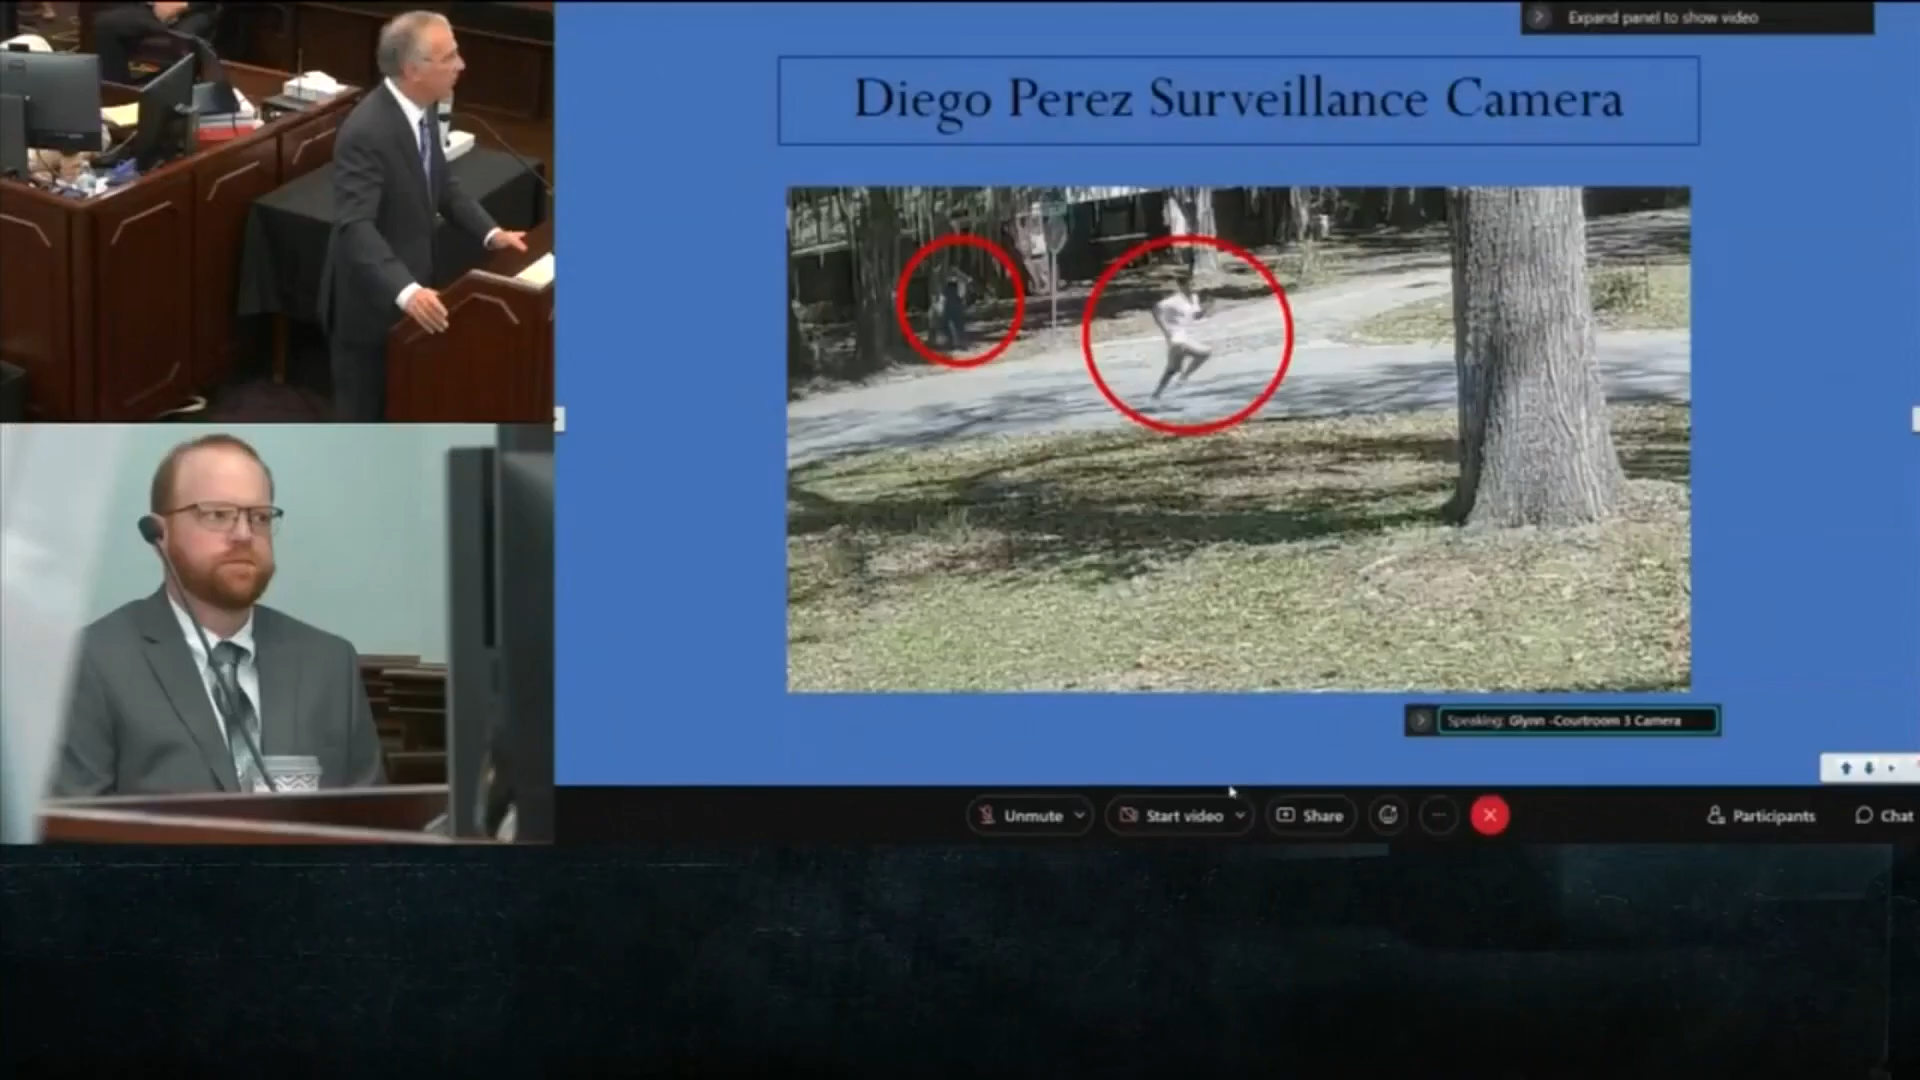 Expand panel to show video
Diego Perez Surveillance Camera
Speaking: Glynn -Courtroom 3 Camera
Unmute
Start video
Share
Participants
Chat